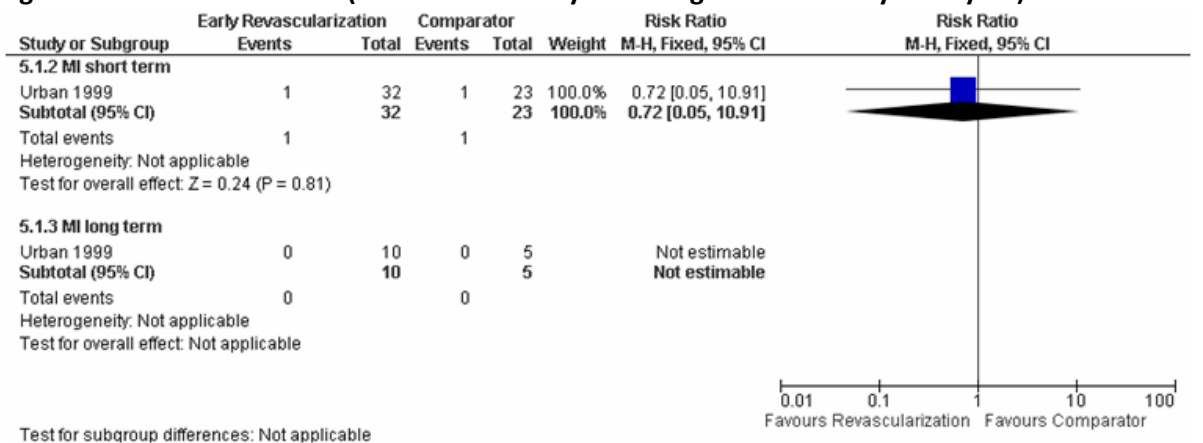 Early Revascularization Comparator Risk Ratio Risk Ratio
Study or Subgroup Events Total Events Total Weight M-H, Fixed, 95% CI M-H, Fixed, 95% CI
5.1.2 MI short term
Urban 1999 1 32 1 23 100.0% 0.72 [0.05, 10.91]
Subtotal (95% CI) 32 23 100.0% 0.72 [0.05, 10.91]
Total events 1 1
Heterogeneity: Not applicable
Test for overall effect: Z = 0.24 (P = 0.81)
5.1.3 MI long term
Urban 1999 0 10 0 5 Not estimable
Subtotal (95% CI) 10 5 Not estimable
Total events 0 0
Heterogeneity: Not applicable
Test for overall effect: Not applicable
0.01 0.1 1 10 100
Favours Revascularization Favours Comparator
Test for subgroup differences: Not applicable